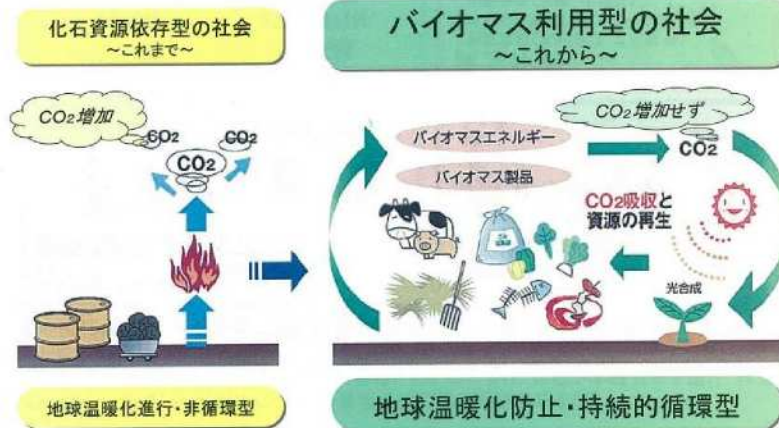 化石資源依存型の社会
～これまで～
バイオマス利用型の社会
～これから～
CO2増加
CO2
CO2
CO2
CO2増加せず
バイオマスエネルギー
CO2
バイオマス製品
CO2吸収と
資源の再生
光合成
地球温暖化進行・非循環型
地球温暖化防止・持続的循環型